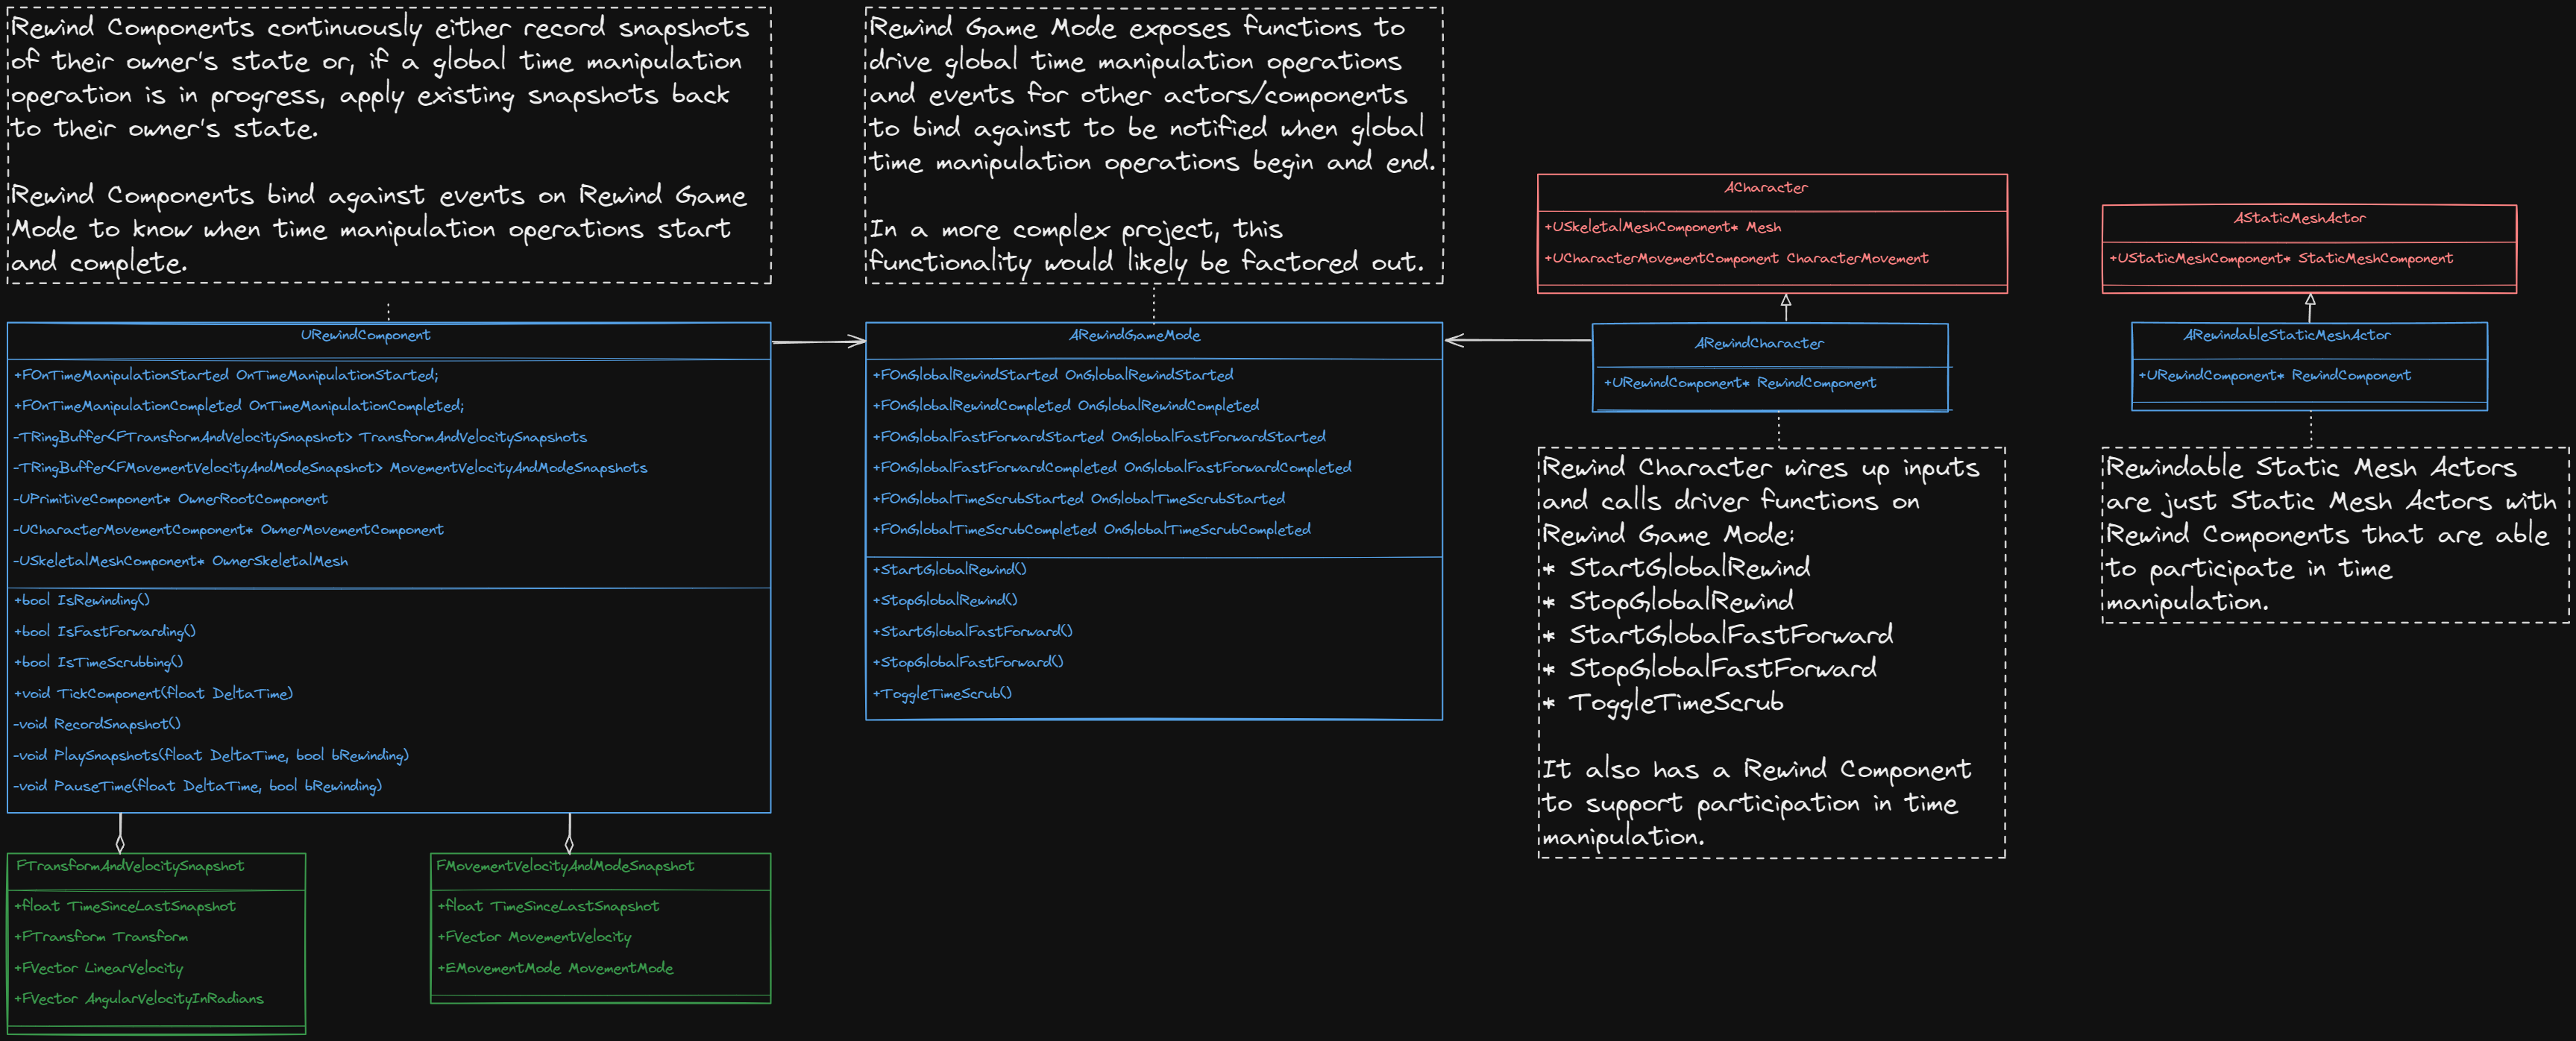 Rewind Components continuously either record snapshots
of their owner's state or, if a global time manipulation
operation is in progress, apply existing snapshots back
to their owner's state.
Rewind Components bind against events on Rewind Game
Mode to know when time manipulation operations start
and complete.
URewindComponent
+FOnTimeManipulationStarted OnTimeManipulationStarted;
+FOnTimeManipulationCompleted OnTimeManipulationCompleted;
-TRingBuffer<FTransformAndVelocitySnapshot> TransformAndVelocitySnapshots
-TRingBuffer<FMovementVelocityAndModeSnapshot> MovementVelocityAndModeSnapshots
-UPrimitiveComponent* OwnerRootComponent
-UCharacterMovementComponent* OwnerMovementComponent
-USkeletalMeshComponent* OwnerSkeletalMesh
+bool IsRewinding()
+bool IsFastForwarding()
+bool IsTimeScrubbing()
+void TickComponent(float DeltaTime)
-void RecordSnapshot()
-void PlaySnapshots(float DeltaTime, bool bRewinding)
-void PauseTime(float DeltaTime, bool bRewinding)
FTransformAndVelocitySnapshot
+float TimeSinceLastSnapshot
+FTransform Transform
+FVector LinearVelocity
+FVector AngularVelocityInRadians
FMovementVelocityAndModeSnapshot
+float TimeSinceLastSnapshot
+FVector MovementVelocity
+EMovementMode MovementMode
Rewind Game Mode exposes functions to
drive global time manipulation operations
and events for other actors/components
to bind against to be notified when global
time manipulation operations begin and end.
In a more complex project, this
functionality would likely be factored out.
ARewindGameMode
+FOnGlobalRewindStarted OnGlobalRewindStarted
+FOnGlobalRewindCompleted OnGlobalRewindCompleted
+FOnGlobalFastForwardStarted OnGlobalFastForwardStarted
+FOnGlobalFastForwardCompleted OnGlobalFastForwardCompleted
+FOnGlobalTimeScrubStarted OnGlobalTimeScrubStarted
+FOnGlobalTimeScrubCompleted OnGlobalTimeScrubCompleted
+StartGlobalRewind()
+StopGlobalRewind()
+StartGlobalFastForward()
+StopGlobalFastForward()
+ToggleTimeScrub()
ACharacter
+USkeletalMeshComponent* Mesh
+UCharacterMovementComponent CharacterMovement
ARewindCharacter
+URewindComponent* RewindComponent
Rewind Character wires up inputs
and calls driver functions on
Rewind Game Mode:
* StartGlobalRewind
* StopGlobalRewind
* StartGlobalFastForward
* StopGlobalFastForward
* ToggleTimeScrub
It also has a Rewind Component
to support participation in time
manipulation.
AStaticMeshActor
+UStaticMeshComponent* StaticMeshComponent
ARewindableStaticMeshActor
+URewindComponent* RewindComponent
Rewindable Static Mesh Actors
are just Static Mesh Actors with
Rewind Components that are able
to participate in time
manipulation.